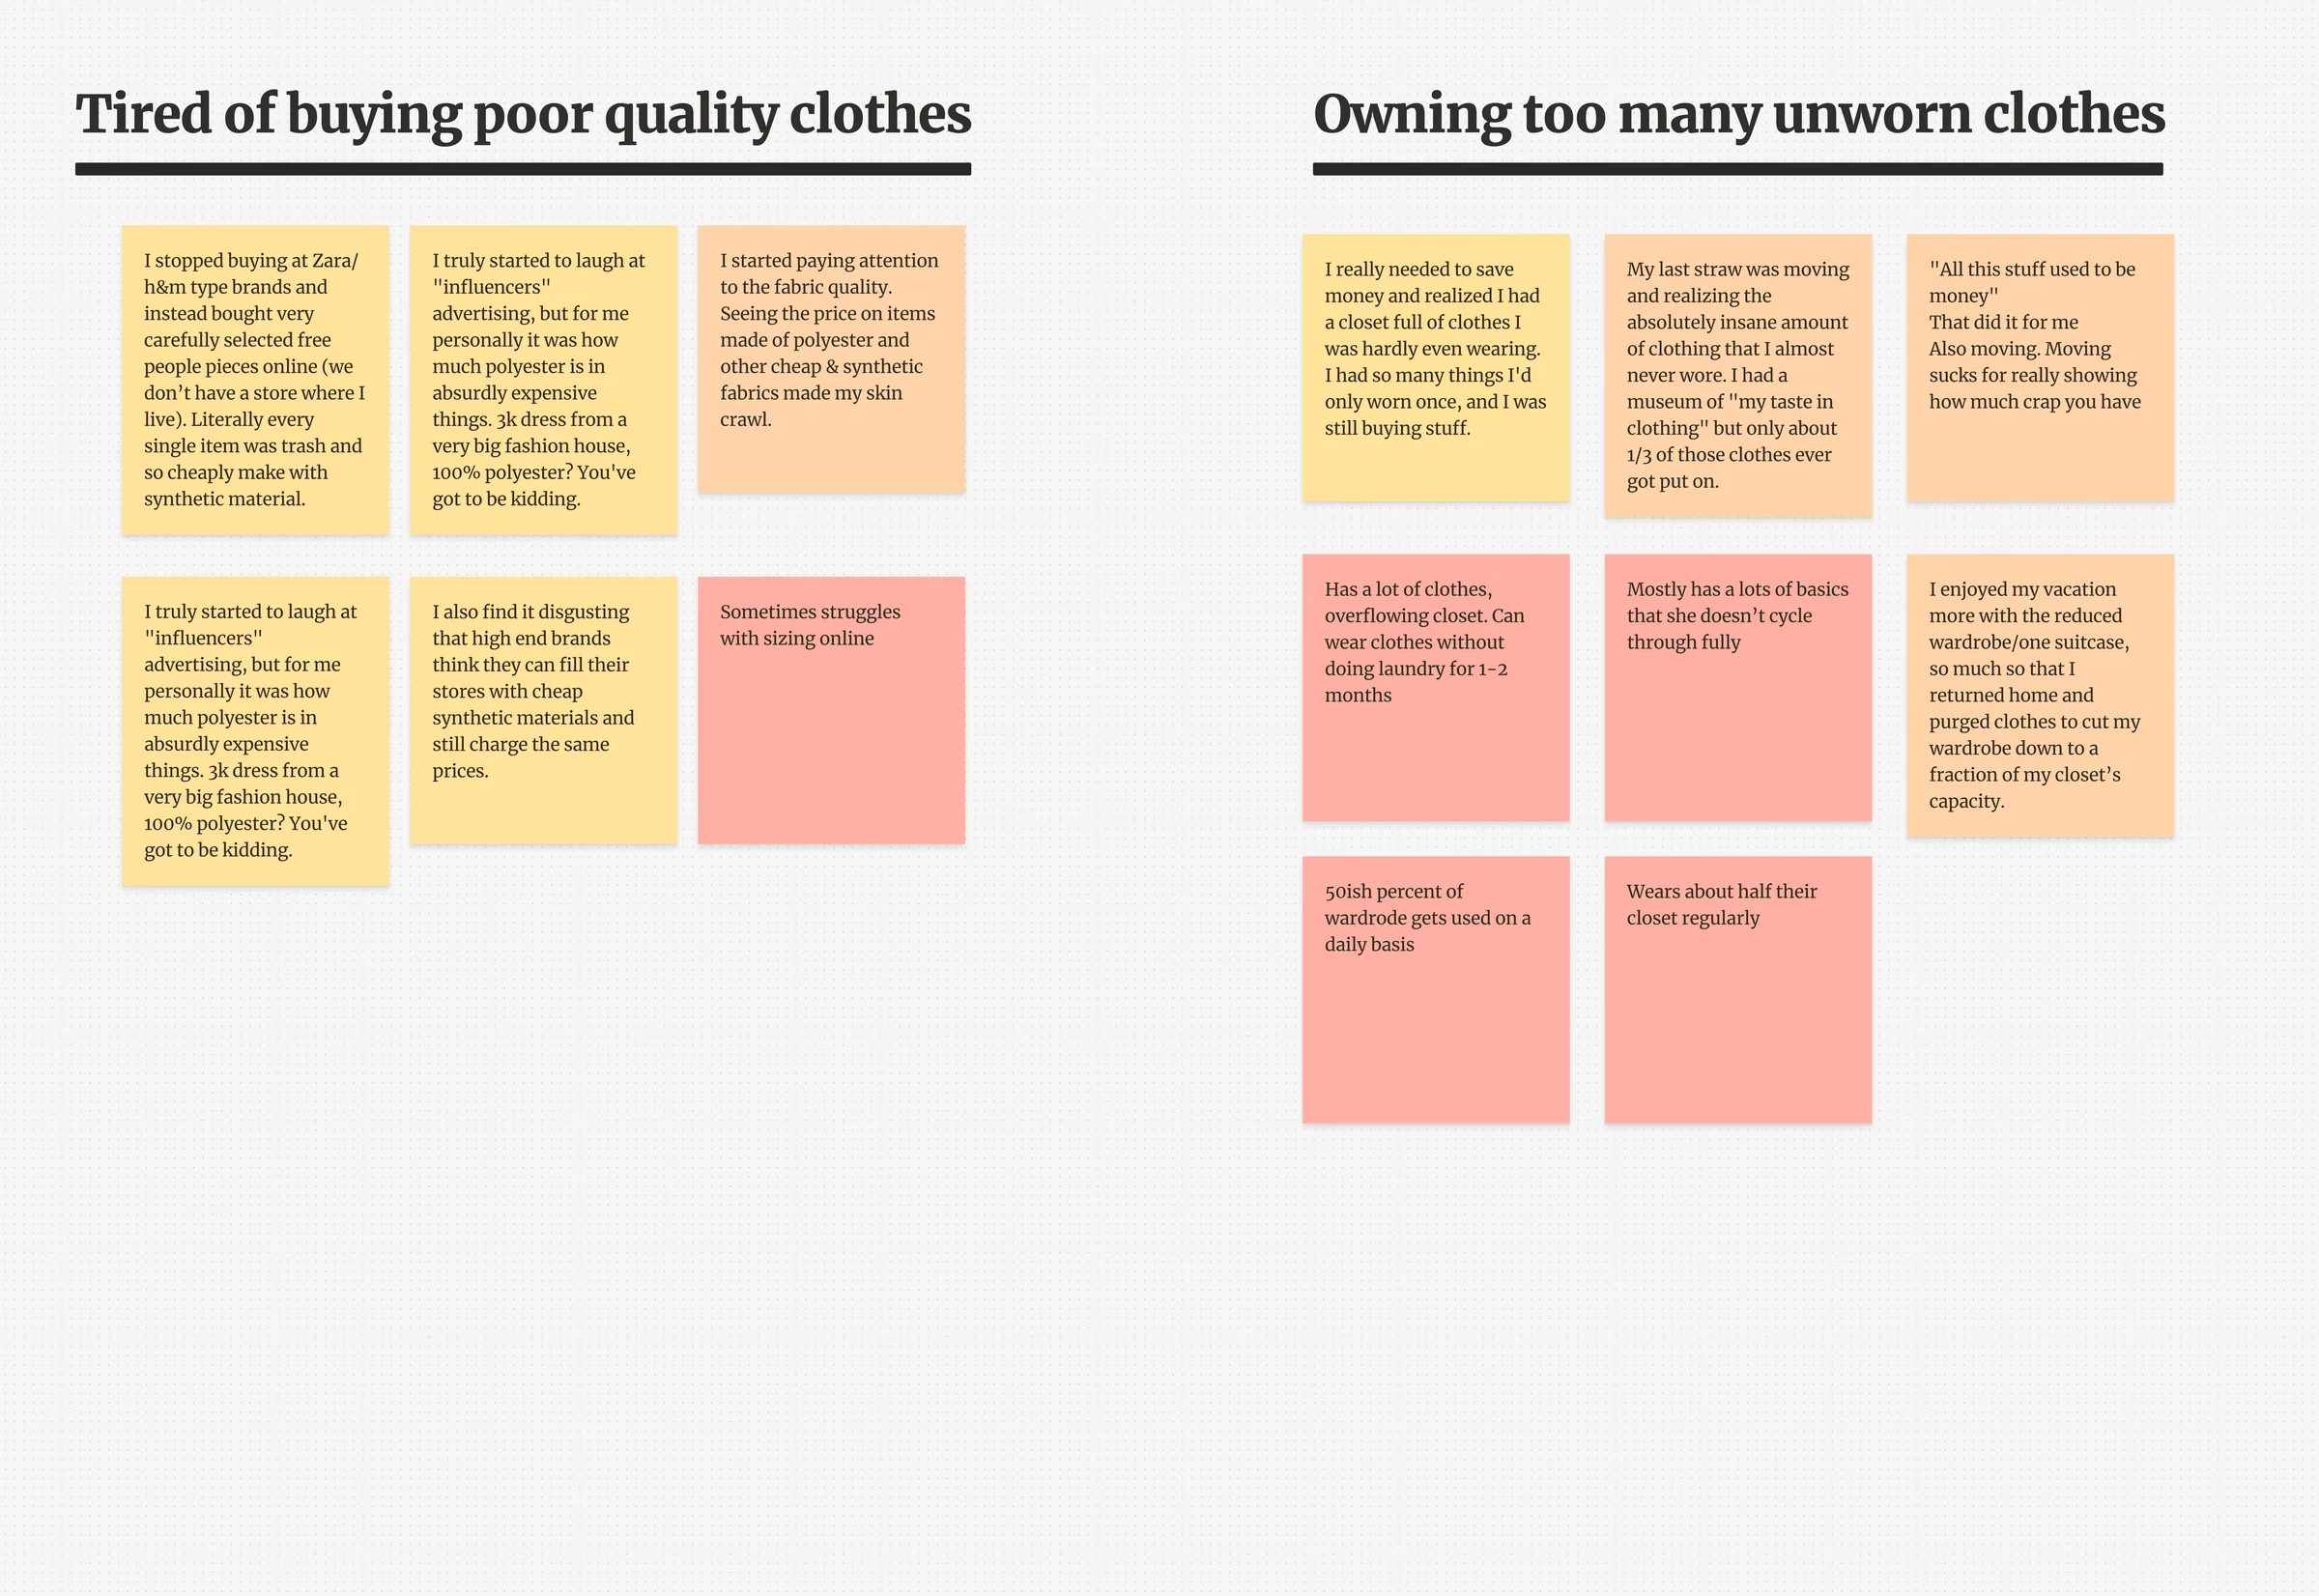 Tired of buying poor quality clothes
I stopped buying at Zara/
h&m type brands and
instead bought very
carefully selected free
people pieces online (we
don’t have a store where I
live). Literally every
single item was trash and
so cheaply make with
synthetic material.
I truly started to laugh at
"influencers"
advertising, but for me
personally it was how
much polyester is in
absurdly expensive
things. 3k dress from a
very big fashion house,
100% polyester? You've
got to be kidding.
I started paying attention
to the fabric quality.
Seeing the price on items
made of polyester and
other cheap & synthetic
fabrics made my skin
crawl.
I truly started to laugh at
"influencers"
advertising, but for me
personally it was how
much polyester is in
absurdly expensive
things. 3k dress from a
very big fashion house,
100% polyester? You've
got to be kidding.
I also find it disgusting
that high end brands
think they can fill their
stores with cheap
synthetic materials and
still charge the same
prices.
Sometimes struggles
with sizing online
Owning too many unworn clothes
I really needed to save
money and realized I had
a closet full of clothes I
was hardly even wearing.
I had so many things I'd
only worn once, and I was
still buying stuff.
My last straw was moving
and realizing the
absolutely insane amount
of clothing that I almost
never wore. I had a
museum of "my taste in
clothing" but only about
1/3 of those clothes ever
got put on.
"All this stuff used to be
money"
That did it for me
Also moving. Moving
sucks for really showing
how much crap you have
Has a lot of clothes,
overflowing closet. Can
wear clothes without
doing laundry for 1-2
months
Mostly has a lots of basics
that she doesn’t cycle
through fully
I enjoyed my vacation
more with the reduced
wardrobe/one suitcase,
so much so that I
returned home and
purged clothes to cut my
wardrobe down to a
fraction of my closet’s
capacity.
50ish percent of
wardrode gets used on a
daily basis
Wears about half their
closet regularly